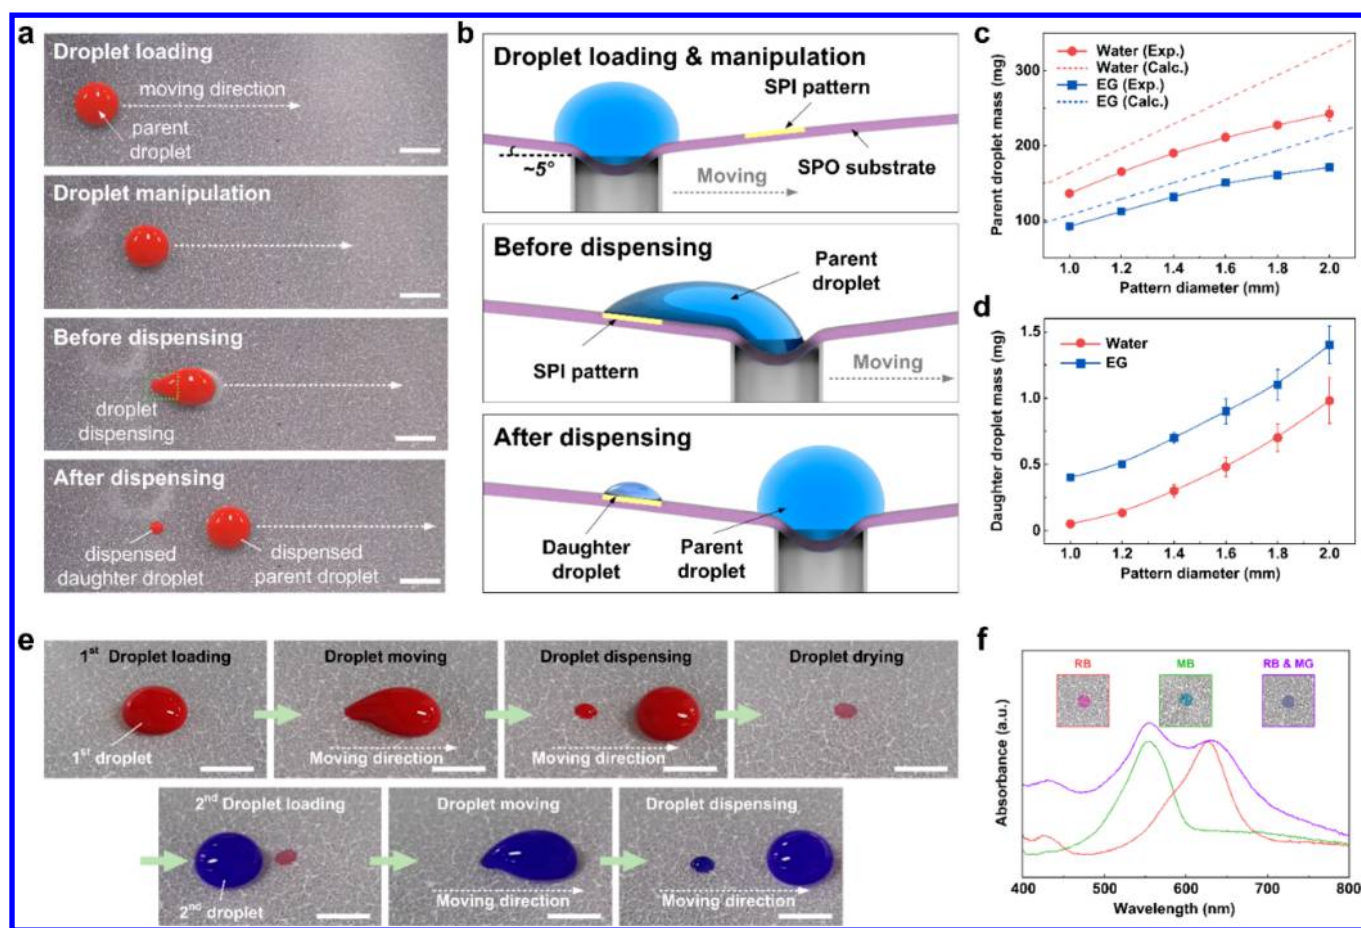 a
Droplet loading
moving direction
parent
droplet
Droplet manipulation
Before dispensing
droplet
dispensing
After dispensing
dispensed
daughter droplet
dispensed
parent droplet
b
Droplet loading & manipulation
SPI pattern
~5°
SPO substrate
Moving
Before dispensing
Parent
droplet
SPI pattern
Moving
After dispensing
Daughter
droplet
Parent
droplet
c
Parent droplet mass (mg)
Water (Exp.)
Water (Calc.)
EG (Exp.)
EG (Calc.)
300
200
100
1.0 1.2 1.4 1.6 1.8 2.0
Pattern diameter (mm)
d
Daughter droplet mass (mg)
Water
EG
1.5
1.0
0.5
0
1.0 1.2 1.4 1.6 1.8 2.0
Pattern diameter (mm)
e
1st Droplet loading
1st droplet
Droplet moving
Moving direction
Droplet dispensing
Moving direction
Droplet drying
2nd Droplet loading
2nd droplet
Droplet moving
Moving direction
Droplet dispensing
Moving direction
f
Absorbance (a.u.)
RB
MB
RB & MG
400 500 600 700 800
Wavelength (nm)